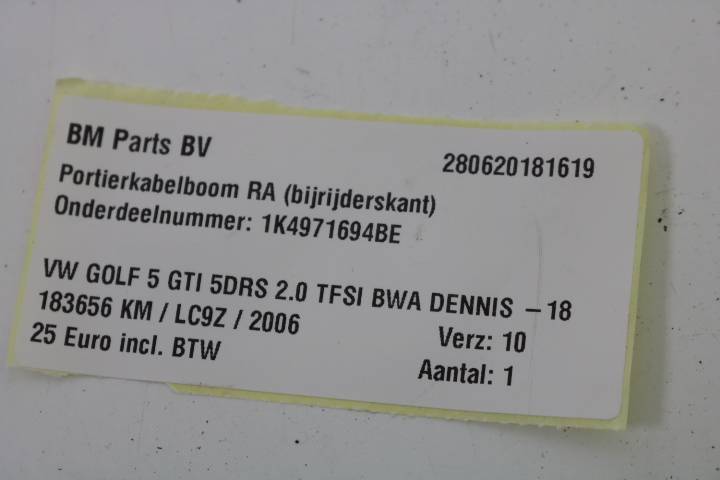 BM Parts BV 280620181619
Portierkabelboom RA (bijrijderskant)
Onderdeelnummer: 1K4971694BE
VW GOLF 5 GTI 5DRS 2.0 TFSI BWA DENNIS – 18
183656 KM / LC9Z / 2006 Verz: 10
25 Euro incl. BTW Aantal: 1